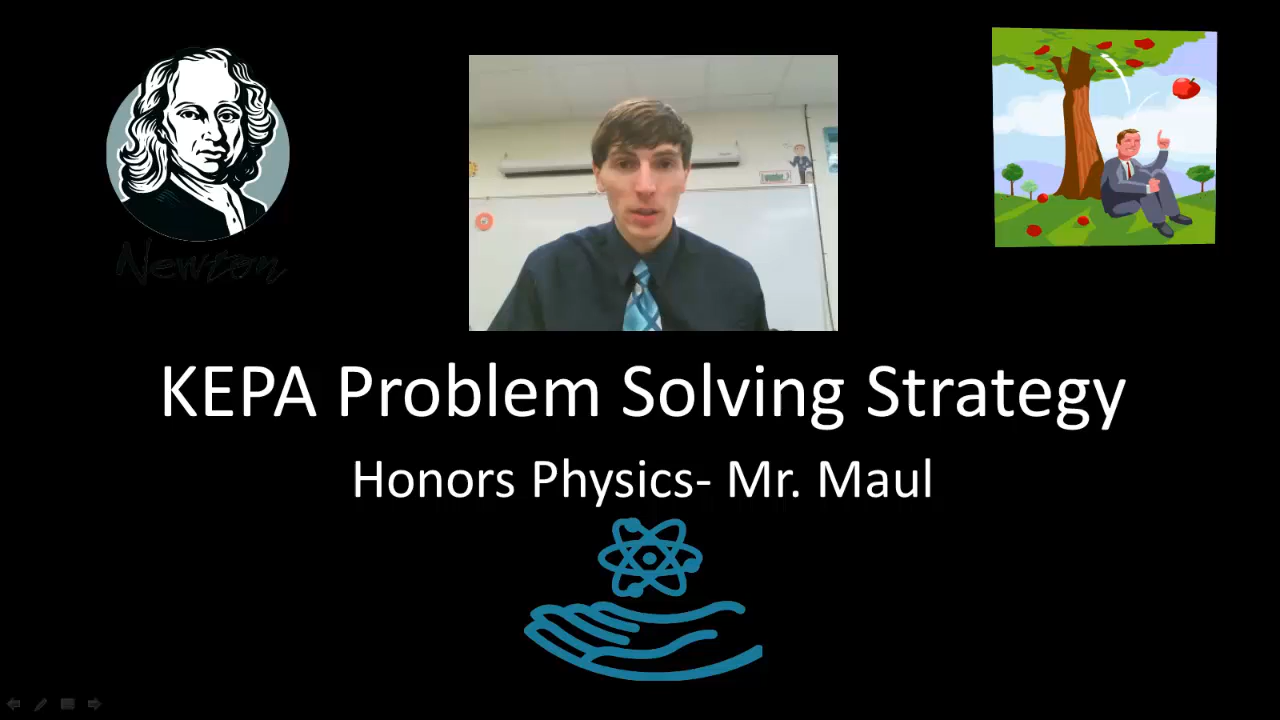 Newton
KEPA Problem Solving Strategy
Honors Physics- Mr. Maul